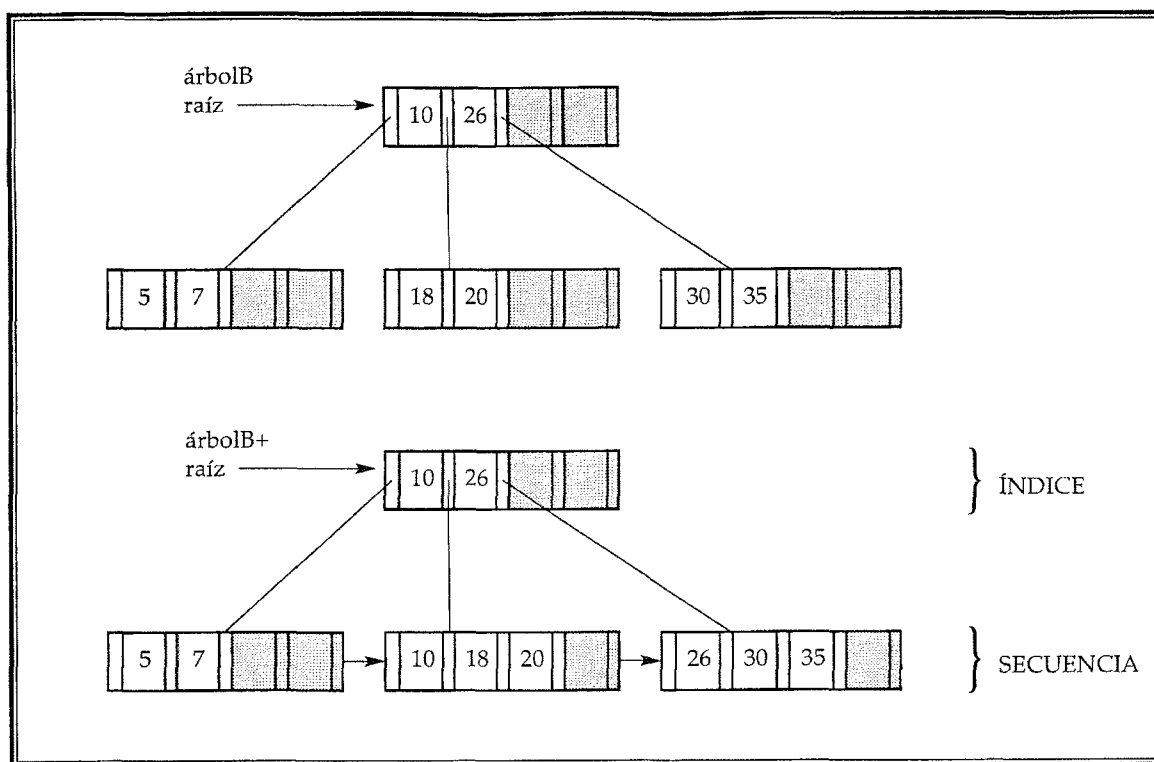 árbolB
raíz
10 26
5 7
18 20
30 35
árbolB+
raíz
10 26
ÍNDICE
5 7
10 18 20
26 30 35
SECUENCIA